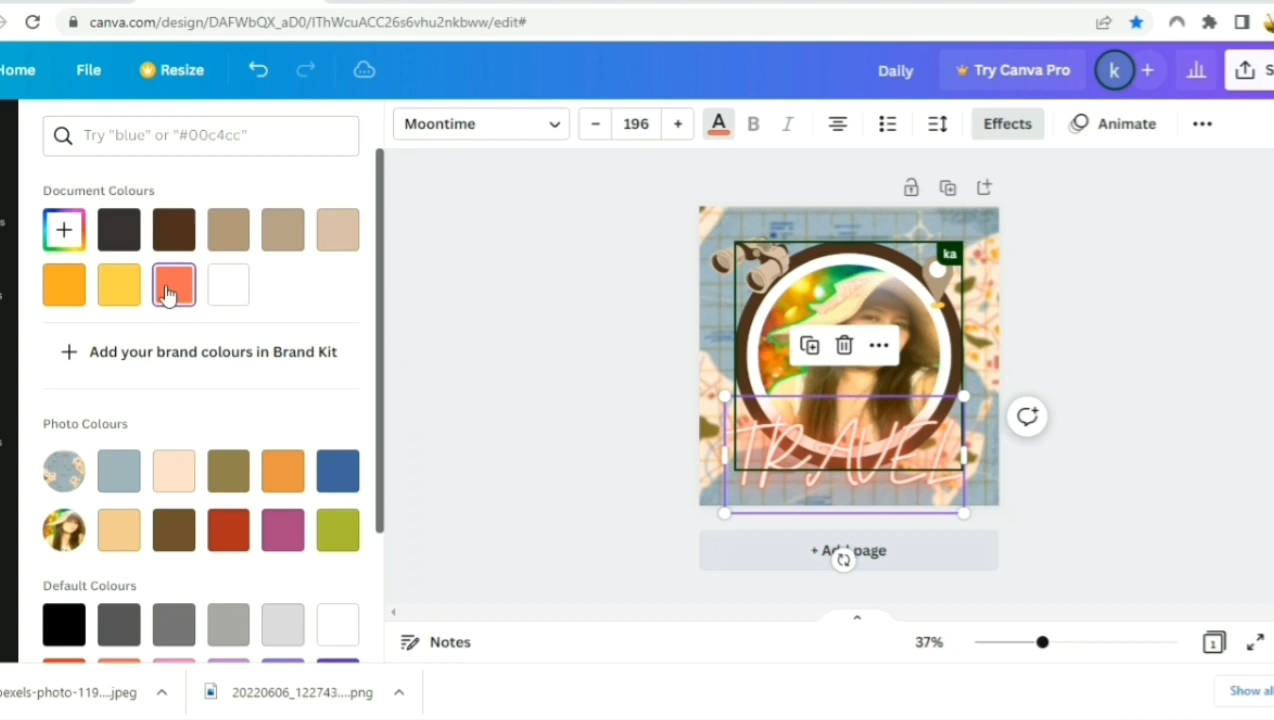 canva.com/design/DAFWbQX_aD0/IThWcuACC26s6vhu2nkbww/edit#
Home File Resize Daily Try Canva Pro k + S
Try "blue" or "#00c4cc"
Moontime - 196 + A B I Effects Animate
Document Colours
ka
+ Add your brand colours in Brand Kit
Photo Colours
TRAVEL
+ Add page
Default Colours
Notes 37% 1
pexels-photo-119....jpeg 20220606_122743....png Show all